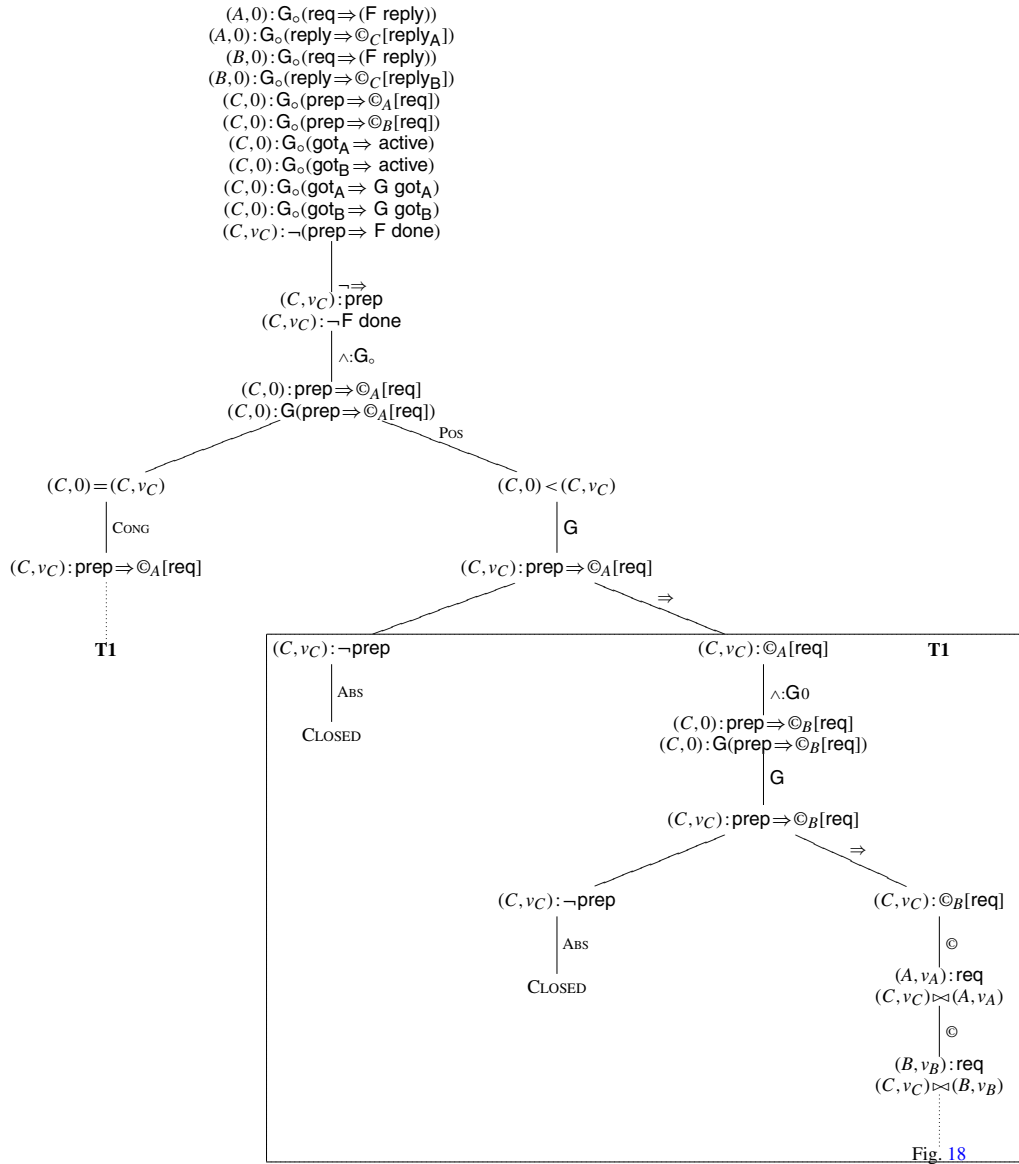 (A,0):G∘(req⇒(F reply))
(A,0):G∘(reply⇒©C[replyA])
(B,0):G∘(req⇒(F reply))
(B,0):G∘(reply⇒©C[replyB])
(C,0):G∘(prep⇒©A[req])
(C,0):G∘(prep⇒©B[req])
(C,0):G∘(gotA⇒ active)
(C,0):G∘(gotB⇒ active)
(C,0):G∘(gotA⇒ G gotA)
(C,0):G∘(gotB⇒ G gotB)
(C,vC):¬(prep⇒ F done)
¬⇒
(C,vC):prep
(C,vC):¬F done
∧:G∘
(C,0):prep⇒©A[req]
(C,0):G(prep⇒©A[req])
POS
(C,0)=(C,vC)
(C,0)<(C,vC)
CONG
G
(C,vC):prep⇒©A[req]
(C,vC):prep⇒©A[req]
⇒
T1
(C,vC):¬prep
(C,vC):©A[req]
T1
ABS
∧:G0
CLOSED
(C,0):prep⇒©B[req]
(C,0):G(prep⇒©B[req])
G
(C,vC):prep⇒©B[req]
⇒
(C,vC):¬prep
(C,vC):©B[req]
ABS
©
CLOSED
(A,vA):req
(C,vC)⋈(A,vA)
©
(B,vB):req
(C,vC)⋈(B,vB)
Fig. 18